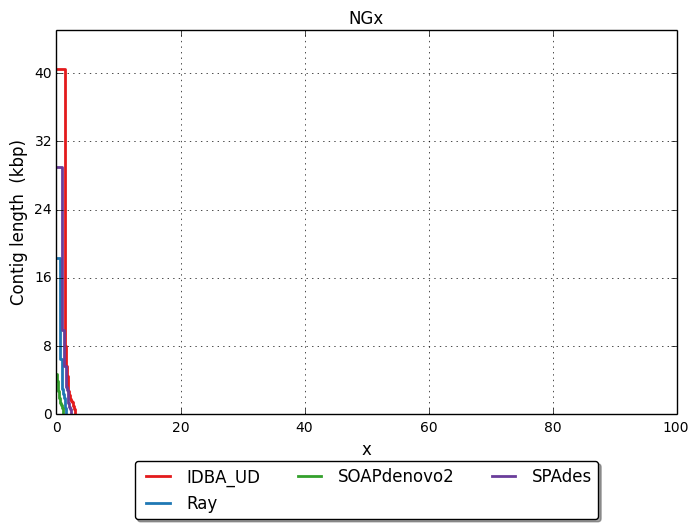 NGx
Contig length  (kbp)
40
32
24
16
8
0
0 20 40 60 80 100
x
IDBA_UD SOAPdenovo2 SPAdes
Ray